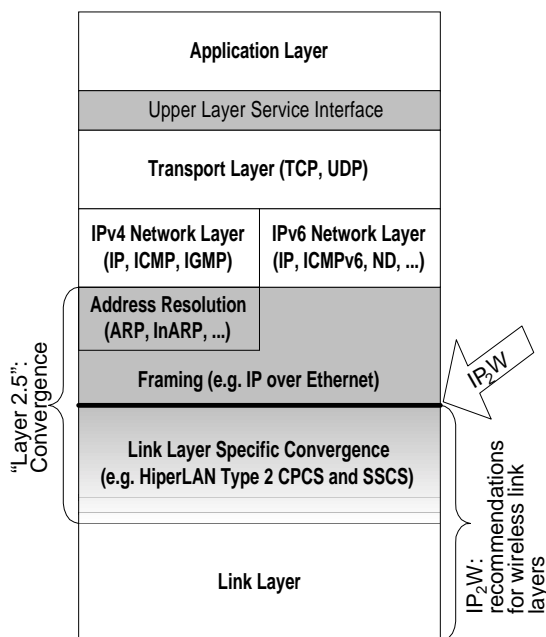 Application Layer
Upper Layer Service Interface
Transport Layer (TCP, UDP)
IPv4 Network Layer
(IP, ICMP, IGMP)
IPv6 Network Layer
(IP, ICMPv6, ND, ...)
Address Resolution
(ARP, InARP, ...)
Framing (e.g. IP over Ethernet)
IP₂W
"Layer 2.5":
Convergence
Link Layer Specific Convergence
(e.g. HiperLAN Type 2 CPCS and SSCS)
Link Layer
IP₂W:
recommendations
for wireless link
layers